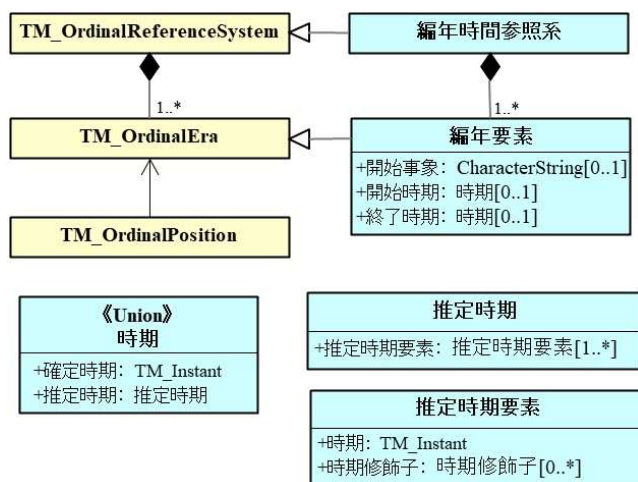 TM_OrdinalReferenceSystem
編年時間参照系
1..*
1..*
TM_OrdinalEra
編年要素
+開始事象: CharacterString[0..1]
+開始時期: 時期[0..1]
+終了時期: 時期[0..1]
TM_OrdinalPosition
《Union》
時期
+確定時期: TM_Instant
+推定時期: 推定時期
推定時期
+推定時期要素: 推定時期要素[1..*]
推定時期要素
+時期: TM_Instant
+時期修飾子: 時期修飾子[0..*]